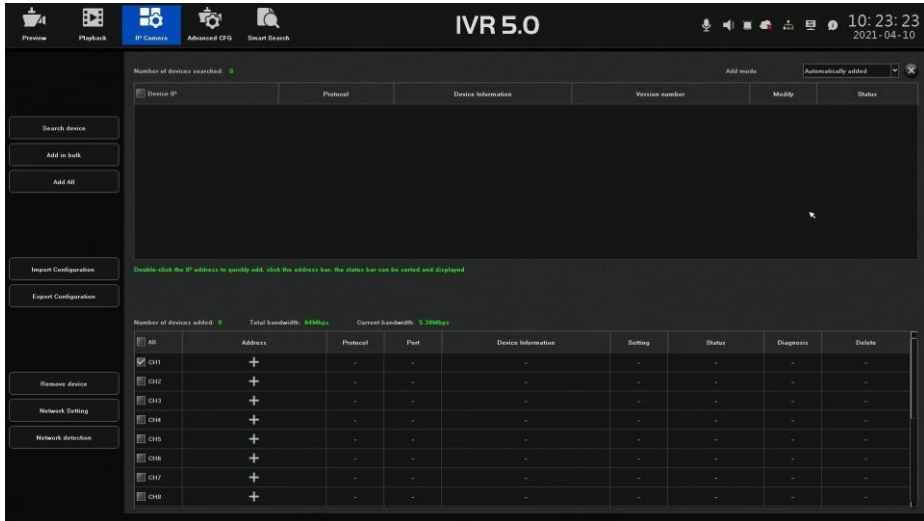 IVR 5.0
10:23:23
2021-04-10
Preview Playback IP Camera Advanced CFG Smart Search
Number of devices searched: 0 Add mode Automatically added
Device IP Protocol Device Information Version number Modify Status
Search device
Add in bulk
Add All
Import Configuration
Double-click the IP address to quickly add, click the address bar, the status bar can be sorted and displayed
Export Configuration
Number of devices added: 0 Total bandwidth: 64Mbps Current bandwidth: 5.38Mbps
All Address Protocol Port Device Information Setting Status Diagnosis Delete
CH1 + - - - - - - -
CH2 + - - - - - - -
Remove device
CH3 + - - - - - - -
Network Setting
CH4 + - - - - - - -
Network detection
CH5 + - - - - - - -
CH6 + - - - - - - -
CH7 + - - - - - - -
CH8 + - - - - - - -